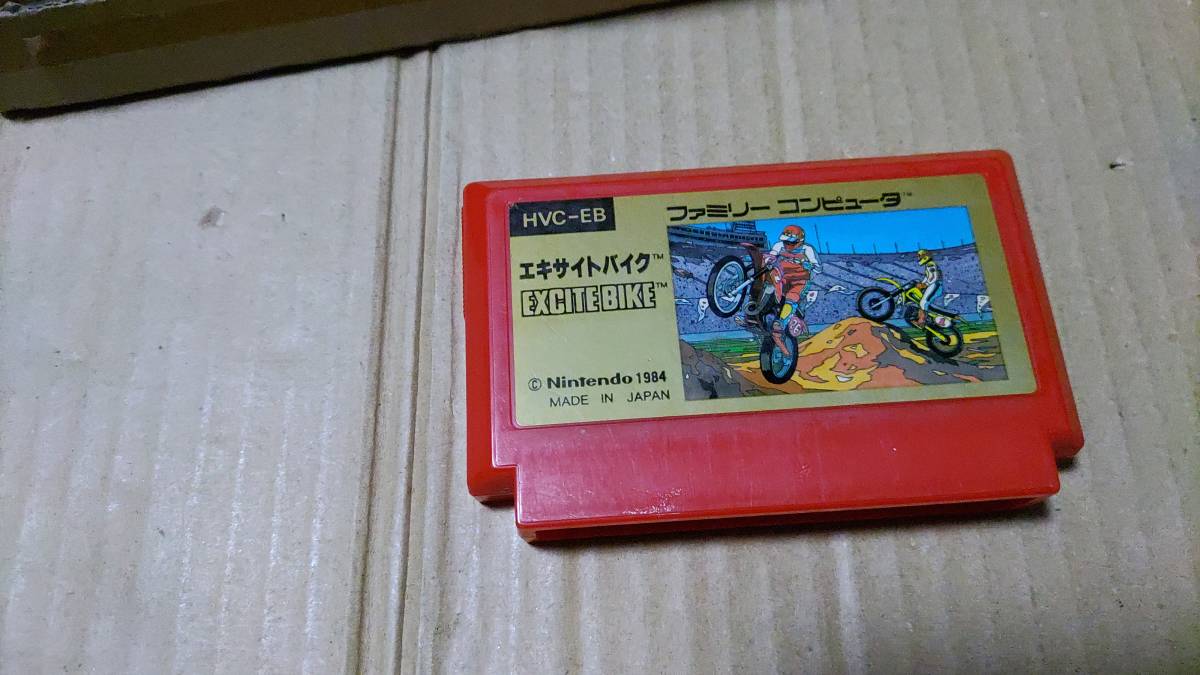 HVC-EB
ファミリー コンピュータ™
エキサイトバイク™
EXCITEBIKE™
© Nintendo 1984
MADE IN JAPAN